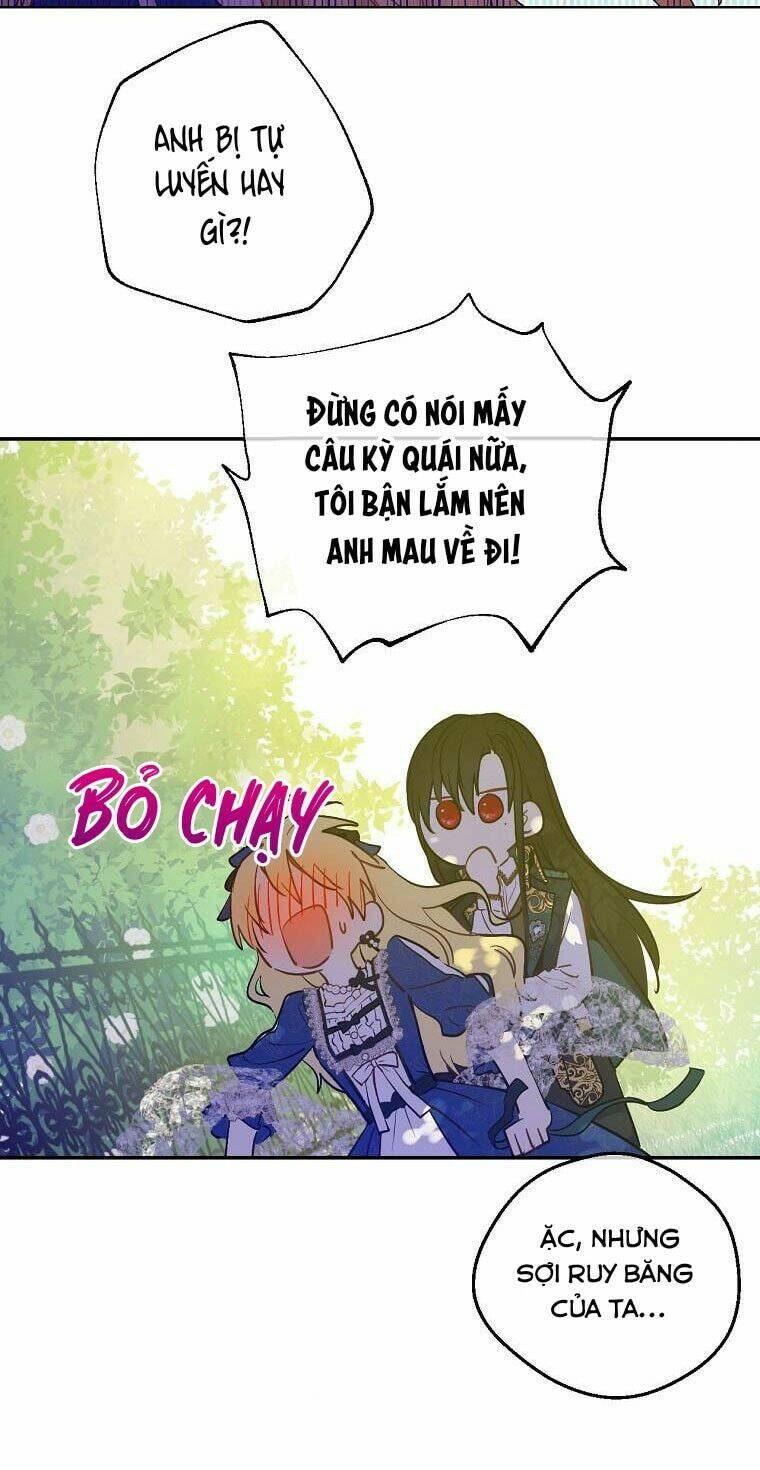 ANH BỊ TỰ
LUYẾN HAY
GÌ?!
ĐỪNG CÓ NÓI MẤY
CÂU KỲ QUÁI NỮA,
TÔI BẬN LẮM NÊN
ANH MAU VỀ ĐI!
BỎ CHẠY
ẶC, NHƯNG
SỢI RUY BĂNG
CỦA TA...